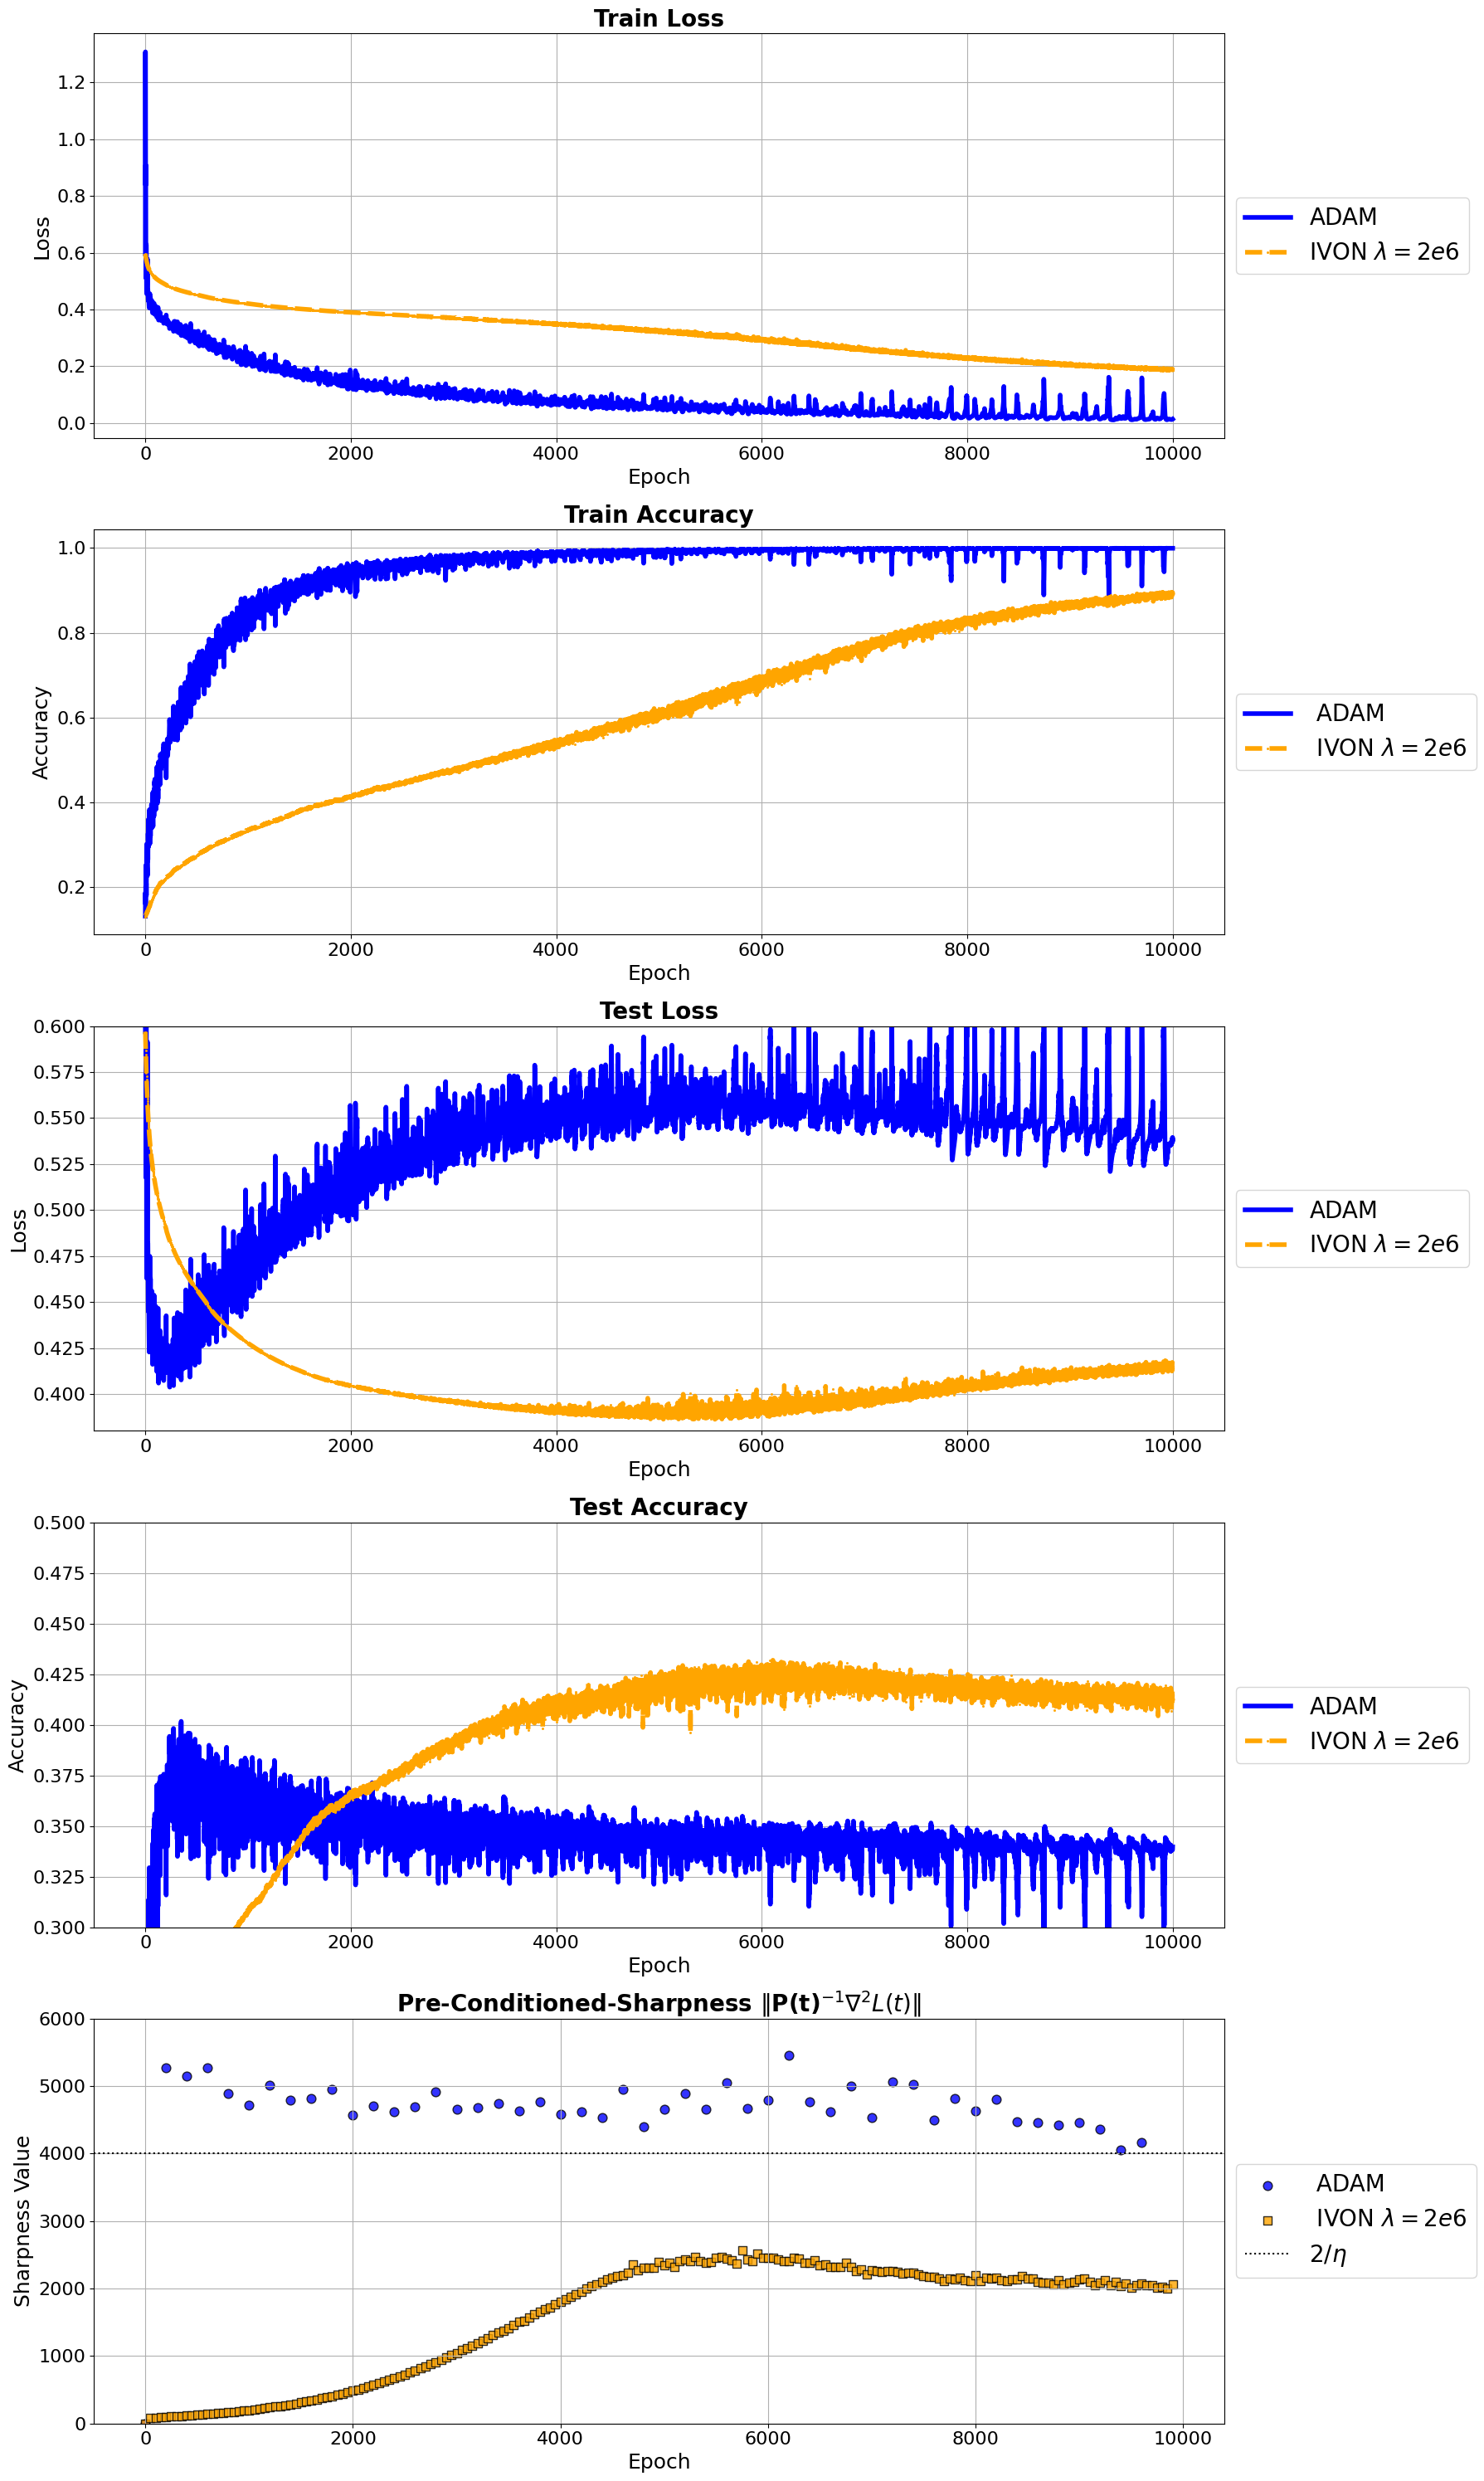 Train Loss
1.2
1.0
0.8
0.6
0.4
0.2
0.0
Loss
0 2000 4000 6000 8000 10000
Epoch
ADAM
IVON λ = 2e6
Train Accuracy
1.0
0.8
0.6
0.4
0.2
Accuracy
0 2000 4000 6000 8000 10000
Epoch
ADAM
IVON λ = 2e6
Test Loss
0.600
0.575
0.550
0.525
0.500
0.475
0.450
0.425
0.400
Loss
0 2000 4000 6000 8000 10000
Epoch
ADAM
IVON λ = 2e6
Test Accuracy
0.500
0.475
0.450
0.425
0.400
0.375
0.350
0.325
0.300
Accuracy
0 2000 4000 6000 8000 10000
Epoch
ADAM
IVON λ = 2e6
Pre-Conditioned-Sharpness ‖P(t)⁻¹∇²L(t)‖
6000
5000
4000
3000
2000
1000
0
Sharpness Value
0 2000 4000 6000 8000 10000
Epoch
ADAM
IVON λ = 2e6
2/η